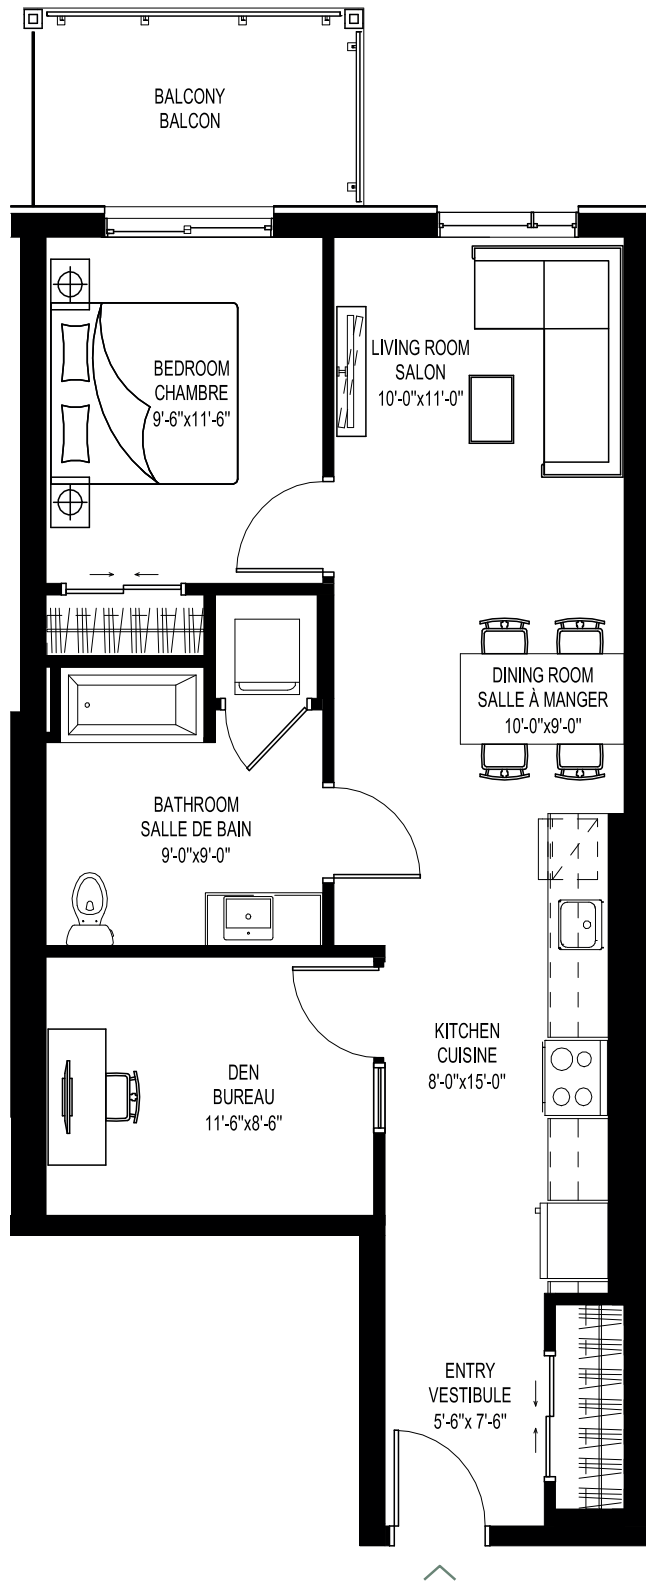 BALCONY
BALCON
BEDROOM
CHAMBRE
9'-6"x11'-6"
LIVING ROOM
SALON
10'-0"x11'-0"
DINING ROOM
SALLE À MANGER
10'-0"x9'-0"
BATHROOM
SALLE DE BAIN
9'-0"x9'-0"
KITCHEN
CUISINE
8'-0"x15'-0"
DEN
BUREAU
11'-6"x8'-6"
ENTRY
VESTIBULE
5'-6"x 7'-6"